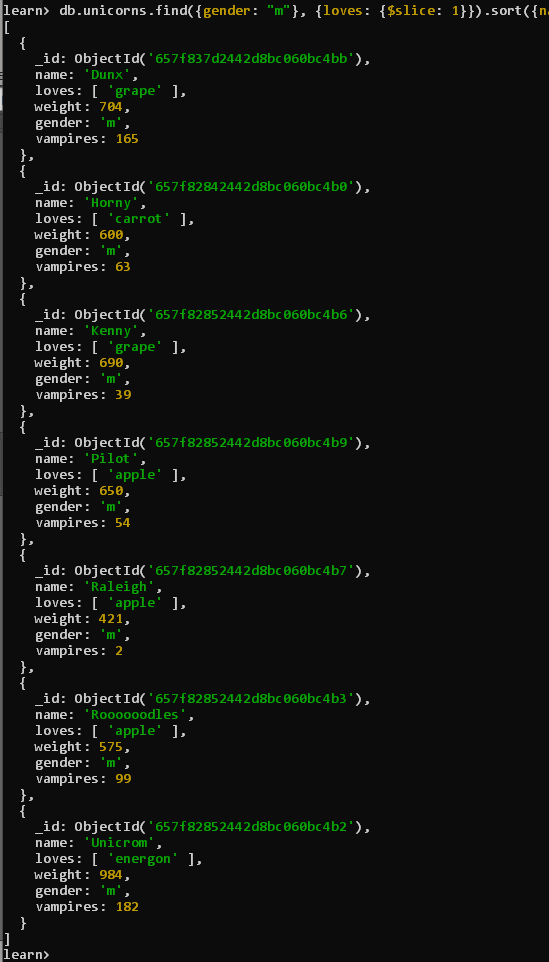 learn> db.unicorns.find({gender: "m"}, {loves: {$slice: 1}}).sort({na
[
  {
    _id: ObjectId('657f837d2442d8bc060bc4bb'),
    name: 'Dunx',
    loves: [ 'grape' ],
    weight: 704,
    gender: 'm',
    vampires: 165
  },
  {
    _id: ObjectId('657f82842442d8bc060bc4b0'),
    name: 'Horny',
    loves: [ 'carrot' ],
    weight: 600,
    gender: 'm',
    vampires: 63
  },
  {
    _id: ObjectId('657f82852442d8bc060bc4b6'),
    name: 'Kenny',
    loves: [ 'grape' ],
    weight: 690,
    gender: 'm',
    vampires: 39
  },
  {
    _id: ObjectId('657f82852442d8bc060bc4b9'),
    name: 'Pilot',
    loves: [ 'apple' ],
    weight: 650,
    gender: 'm',
    vampires: 54
  },
  {
    _id: ObjectId('657f82852442d8bc060bc4b7'),
    name: 'Raleigh',
    loves: [ 'apple' ],
    weight: 421,
    gender: 'm',
    vampires: 2
  },
  {
    _id: ObjectId('657f82852442d8bc060bc4b3'),
    name: 'Roooooodles',
    loves: [ 'apple' ],
    weight: 575,
    gender: 'm',
    vampires: 99
  },
  {
    _id: ObjectId('657f82852442d8bc060bc4b2'),
    name: 'Unicrom',
    loves: [ 'energon' ],
    weight: 984,
    gender: 'm',
    vampires: 182
  }
]
learn>